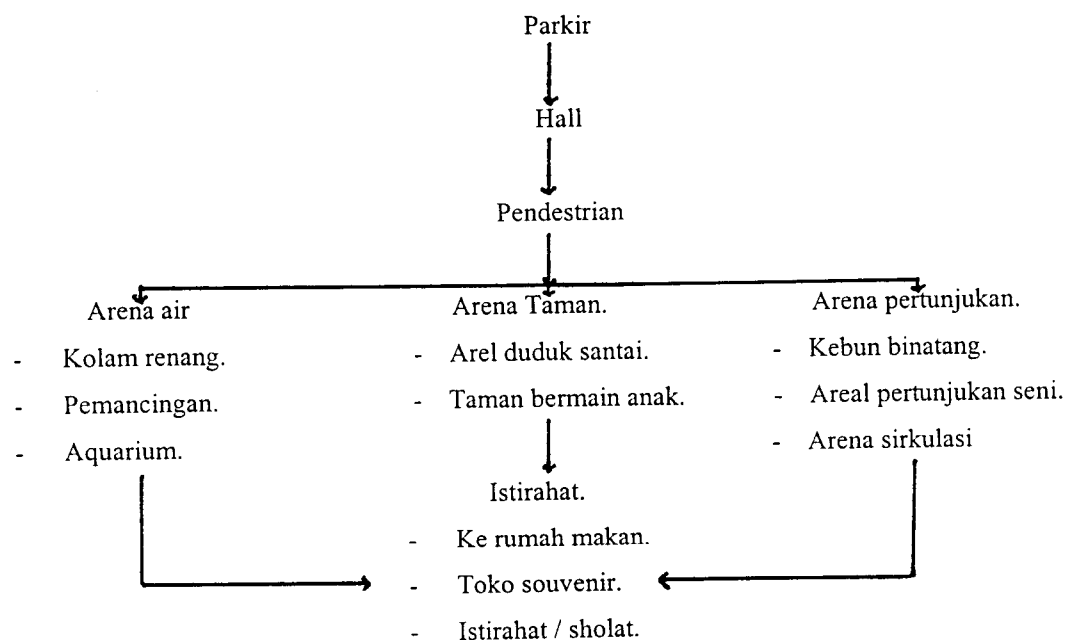 Parkir
Hall
Pendestrian
Arena air
- Kolam renang.
- Pemancingan.
- Aquarium.
Arena Taman.
- Arel duduk santai.
- Taman bermain anak.
Arena pertunjukan.
- Kebun binatang.
- Areal pertunjukan seni.
- Arena sirkulasi
Istirahat.
- Ke rumah makan.
- Toko souvenir.
- Istirahat / sholat.